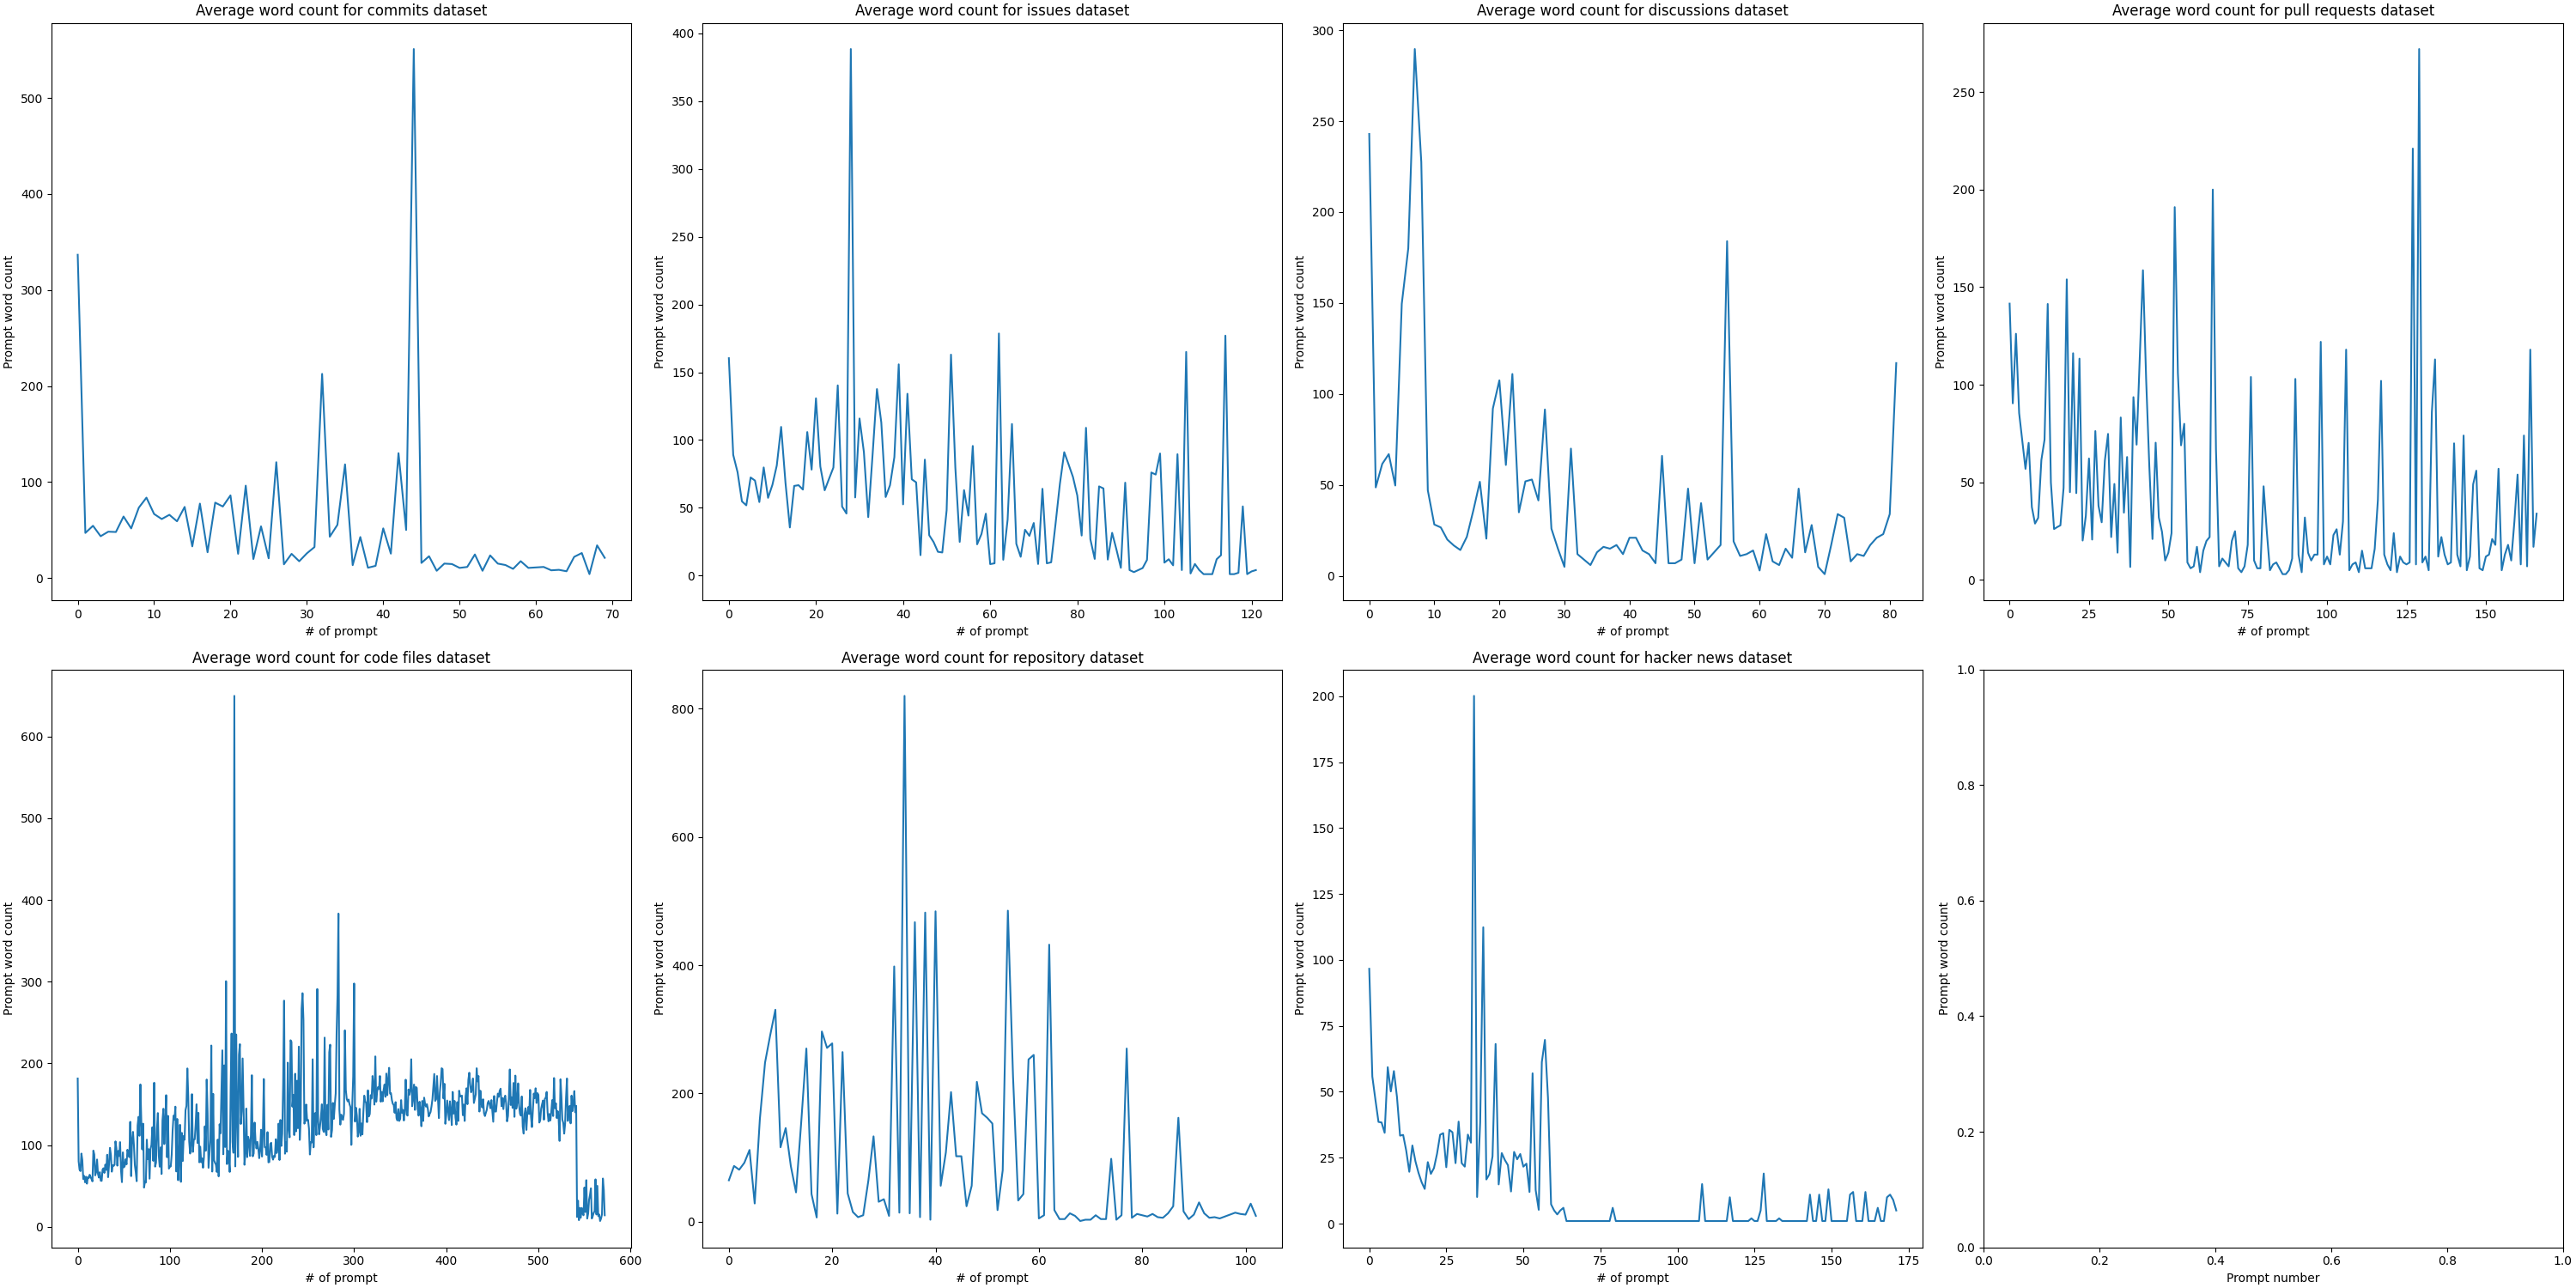 Average word count for commits dataset
Prompt word count
500
400
300
200
100
0
0 10 20 30 40 50 60 70
# of prompt
Average word count for issues dataset
Prompt word count
400
350
300
250
200
150
100
50
0
0 20 40 60 80 100 120
# of prompt
Average word count for discussions dataset
Prompt word count
300
250
200
150
100
50
0
0 10 20 30 40 50 60 70 80
# of prompt
Average word count for pull requests dataset
Prompt word count
250
200
150
100
50
0
0 25 50 75 100 125 150
# of prompt
Average word count for code files dataset
Prompt word count
600
500
400
300
200
100
0
0 100 200 300 400 500 600
# of prompt
Average word count for repository dataset
Prompt word count
800
600
400
200
0
0 20 40 60 80 100
# of prompt
Average word count for hacker news dataset
Prompt word count
200
175
150
125
100
75
50
25
0
0 25 50 75 100 125 150 175
# of prompt
Prompt word count
1.0
0.8
0.6
0.4
0.2
0.0
0.0 0.2 0.4 0.6 0.8 1.0
Prompt number